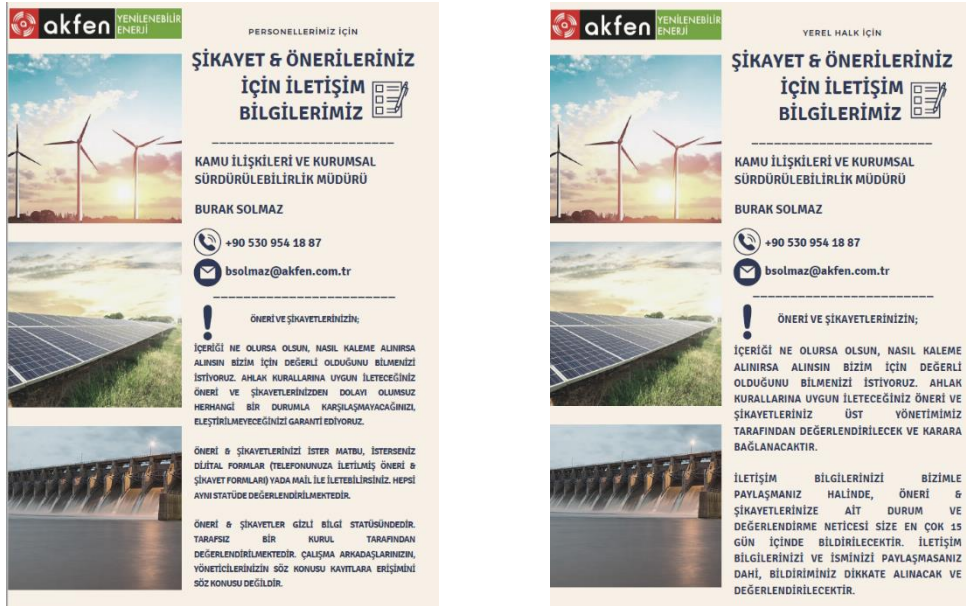 akfen YENİLENEBİLİR
ENERJİ
PERSONELLERİMİZ İÇİN
ŞİKAYET & ÖNERİLERİNİZ
İÇİN İLETİŞİM
BİLGİLERİMİZ
KAMU İLİŞKİLERİ VE KURUMSAL
SÜRDÜRÜLEBİLİRLİK MÜDÜRÜ
BURAK SOLMAZ
+90 530 954 18 87
bsolmaz@akfen.com.tr
ÖNERİ VE ŞİKAYETLERİNİZİN;
İÇERİĞİ NE OLURSA OLSUN, NASIL KALEME ALINIRSA
ALINSIN BİZİM İÇİN DEĞERLİ OLDUĞUNU BİLMENİZİ
İSTİYORUZ. AHLAK KURALLARINA UYGUN İLETECEĞİNİZ
ÖNERİ VE ŞİKAYETLERİNİZDEN DOLAYI OLUMSUZ
HERHANGİ BİR DURUMLA KARŞILAŞMAYACAĞINIZI,
ELEŞTİRİLMEYECEĞİNİZİ GARANTİ EDİYORUZ.
ÖNERİ & ŞİKAYETLERİNİZİ İSTER MATBU, İSTERSENİZ
DİJİTAL FORMLAR (TELEFONUNUZA İLETİLMİŞ ÖNERİ &
ŞİKAYET FORMLARI) YADA MAİL İLE İLETEBİLİRSİNİZ. HEPSİ
AYNI STATÜDE DEĞERLENDİRİLMEKTEDİR.
ÖNERİ & ŞİKAYETLER GİZLİ BİLGİ STATÜSÜNDEDİR.
TARAFSIZ BİR KURUL TARAFINDAN
DEĞERLENDİRİLMEKTEDİR. ÇALIŞMA ARKADAŞLARINIZIN,
YÖNETİCİLERİNİZİN SÖZ KONUSU KAYITLARA ERİŞİMİNİ
SÖZ KONUSU DEĞİLDİR.
akfen YENİLENEBİLİR
ENERJİ
YEREL HALK İÇİN
ŞİKAYET & ÖNERİLERİNİZ
İÇİN İLETİŞİM
BİLGİLERİMİZ
KAMU İLİŞKİLERİ VE KURUMSAL
SÜRDÜRÜLEBİLİRLİK MÜDÜRÜ
BURAK SOLMAZ
+90 530 954 18 87
bsolmaz@akfen.com.tr
ÖNERİ VE ŞİKAYETLERİNİZİN;
İÇERİĞİ NE OLURSA OLSUN, NASIL KALEME
ALINIRSA ALINSIN BİZİM İÇİN DEĞERLİ
OLDUĞUNU BİLMENİZİ İSTİYORUZ. AHLAK
KURALLARINA UYGUN İLETECEĞİNİZ ÖNERİ VE
ŞİKAYETLERİNİZ ÜST YÖNETİMİMİZ
TARAFINDAN DEĞERLENDİRİLECEK VE KARARA
BAĞLANACAKTIR.
İLETİŞİM BİLGİLERİNİZİ BİZİMLE
PAYLAŞMANIZ HALİNDE, ÖNERİ &
ŞİKAYETLERİNİZE AİT DURUM VE
DEĞERLENDİRME NETİCESİ SİZE EN ÇOK 15
GÜN İÇİNDE BİLDİRİLECEKTİR. İLETİŞİM
BİLGİLERİNİZİ VE İSMİNİZİ PAYLAŞMASANIZ
DAHİ, BİLDİRİMİNİZ DİKKATE ALINACAK VE
DEĞERLENDİRİLECEKTİR.